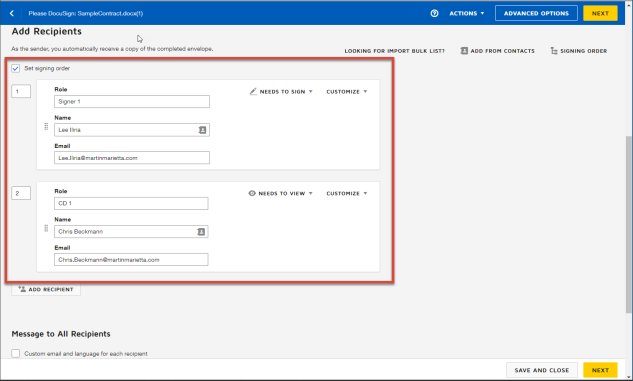 Please DocuSign: SampleContract.docx(1)
ACTIONS
ADVANCED OPTIONS
NEXT
Add Recipients
As the sender, you automatically receive a copy of the completed envelope.
LOOKING FOR IMPORT BULK LIST?
ADD FROM CONTACTS
SIGNING ORDER
Set signing order
1
Role
NEEDS TO SIGN
CUSTOMIZE
Signer 1
Name
Lee Iliria
Email
Lee.Iliria@martinmarietta.com
2
Role
NEEDS TO VIEW
CUSTOMIZE
CD 1
Name
Chris Beckmann
Email
Chris.Beckmann@martinmarietta.com
ADD RECIPIENT
Message to All Recipients
Custom email and language for each recipient
SAVE AND CLOSE
NEXT